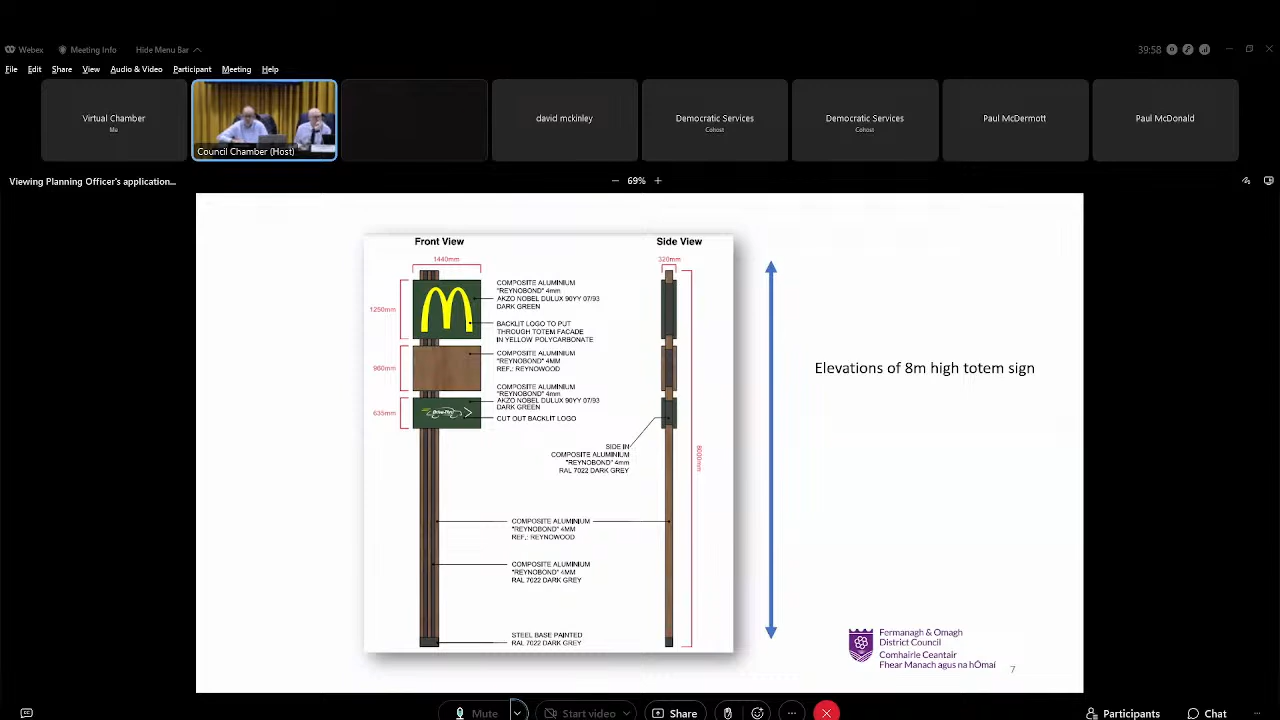 Webex
Meeting Info
Hide Menu Bar
39:58
File Edit Share View Audio & Video Participant Meeting Help
Virtual Chamber
Me
Council Chamber (Host)
david mckinley
Democratic Services
Cohost
Democratic Services
Cohost
Paul McDermott
Paul McDonald
Viewing Planning Officer's application...
69%
Front View
Side View
1440mm
320mm
COMPOSITE ALUMINIUM
"REYNOBOND" 4mm
AKZO NOBEL DULUX 90YY 07/93
DARK GREEN
1250mm
BACKLIT LOGO TO PUT
THROUGH TOTEM FACADE
IN YELLOW POLYCARBONATE
COMPOSITE ALUMINIUM
"REYNOBOND" 4MM
REF.: REYNOWOOD
960mm
Elevations of 8m high totem sign
COMPOSITE ALUMINIUM
"REYNOBOND" 4mm
AKZO NOBEL DULUX 90YY 07/93
DARK GREEN
635mm
Drive-Thru
CUT OUT BACKLIT LOGO
SIDE IN
COMPOSITE ALUMINIUM
"REYNOBOND" 4mm
RAL 7022 DARK GREY
8000mm
COMPOSITE ALUMINIUM
"REYNOBOND" 4MM
REF.: REYNOWOOD
COMPOSITE ALUMINIUM
"REYNOBOND" 4MM
RAL 7022 DARK GREY
STEEL BASE PAINTED
RAL 7022 DARK GREY
Fermanagh & Omagh
District Council
Comhairle Ceantair
Fhear Manach agus na hÓmaí
7
Mute
Start video
Share
Participants
Chat